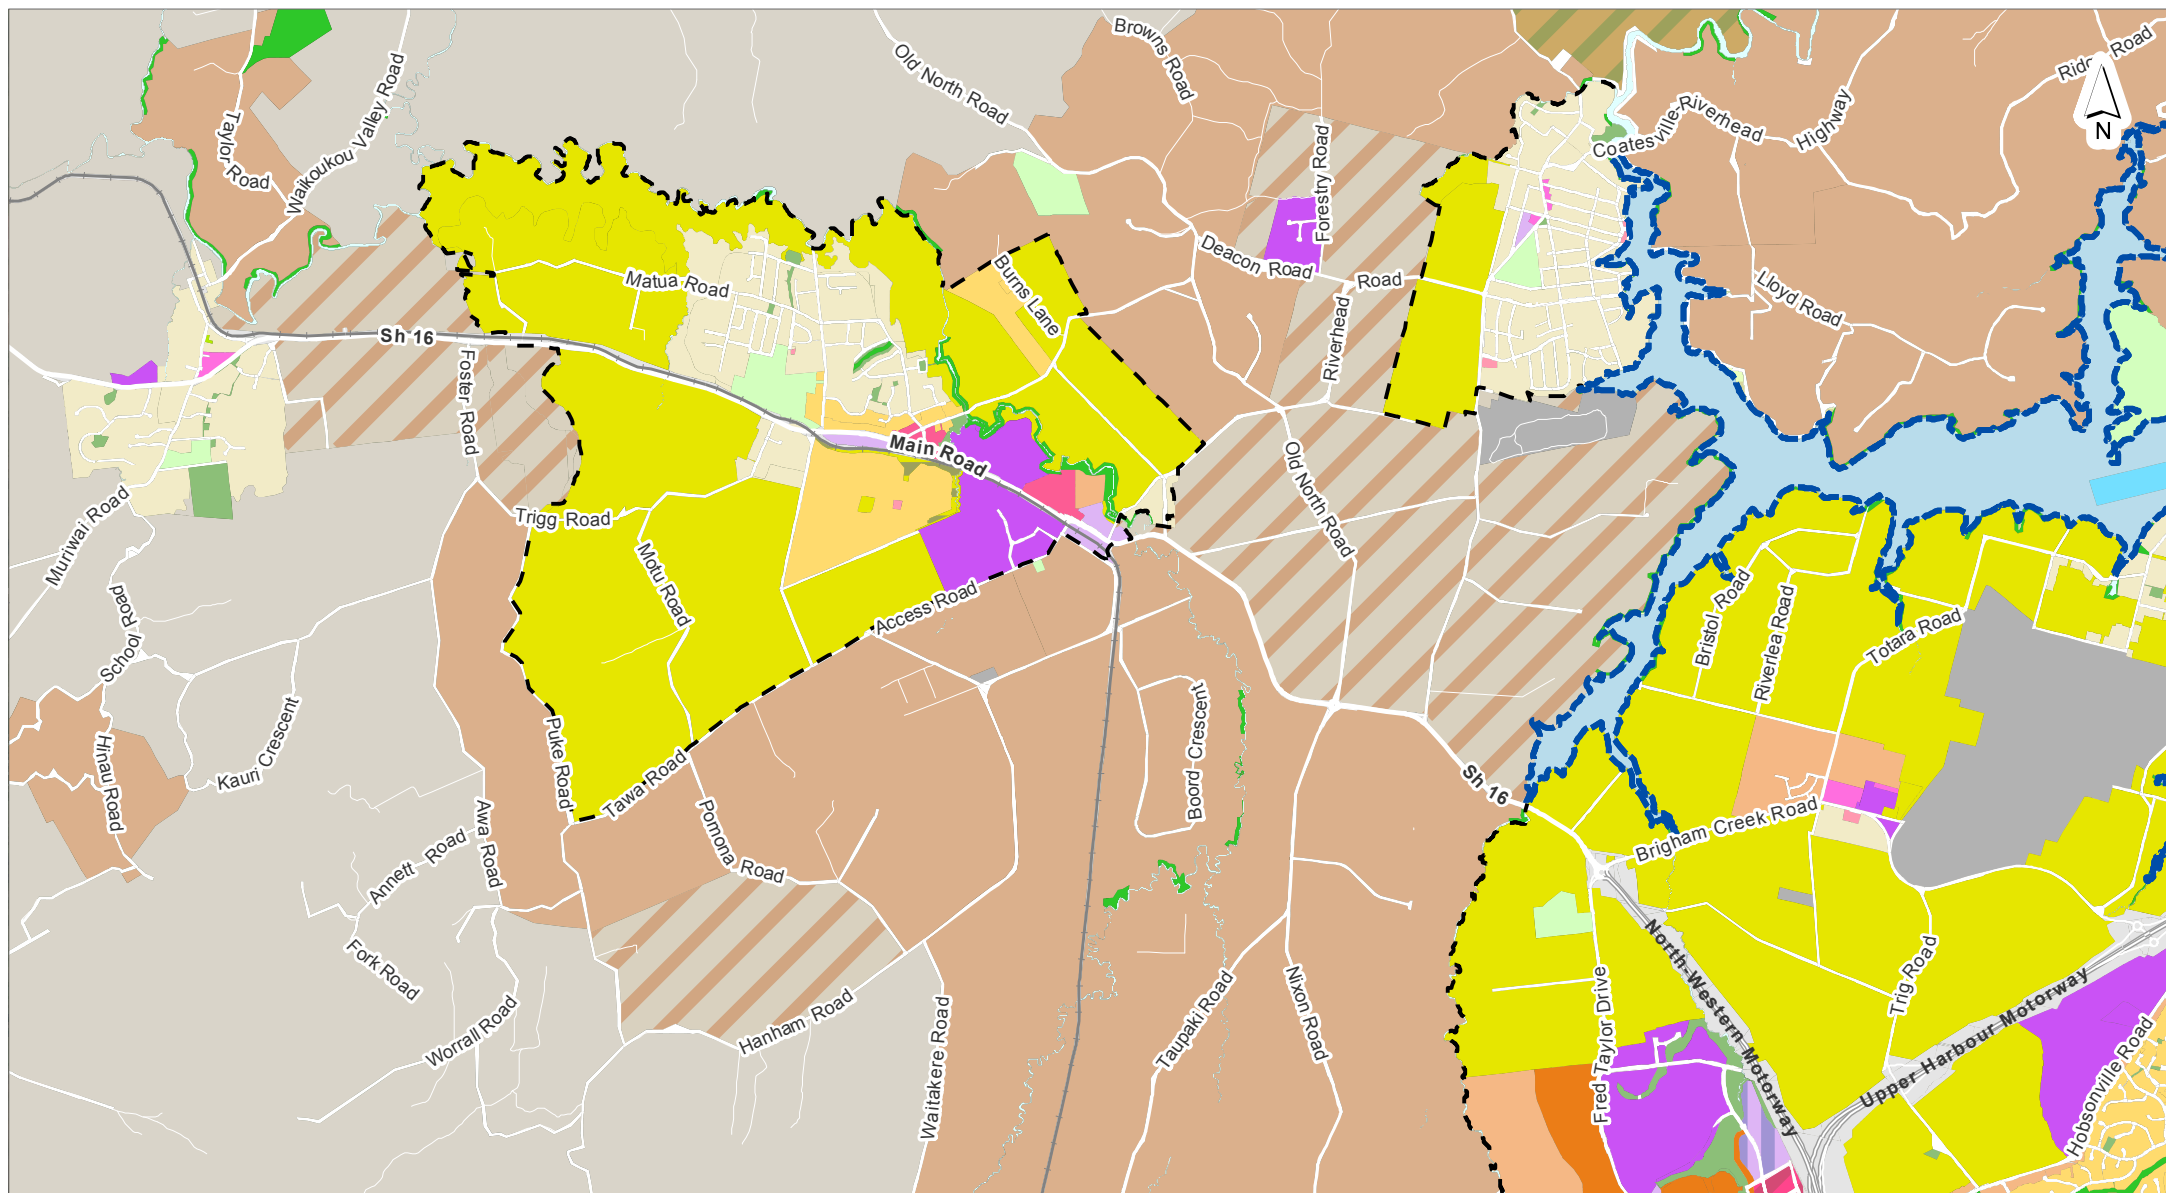 Browns Road
Old North Road
Ridge Road
N
Taylor Road
Waikoukou Valley Road
Forestry Road
Coatesville-Riverhead Highway
Matua Road
Burns Lane
Deacon Road
Riverhead Road
Lloyd Road
Sh 16
Foster Road
Main Road
Old North Road
Muriwai Road
Trigg Road
Motu Road
Access Road
School Road
Bristol Road
Riverlea Road
Totara Road
Kauri Crescent
Hinau Road
Puke Road
Tawa Road
Boord Crescent
Sh 16
Awa Road
Annett Road
Pomona Road
Brigham Creek Road
Fork Road
Worrall Road
Hanham Road
Waitakere Road
Taupaki Road
Nixon Road
Fred Taylor Drive
North-Western Motorway
Trig Road
Upper Harbour Motorway
Hobsonville Road